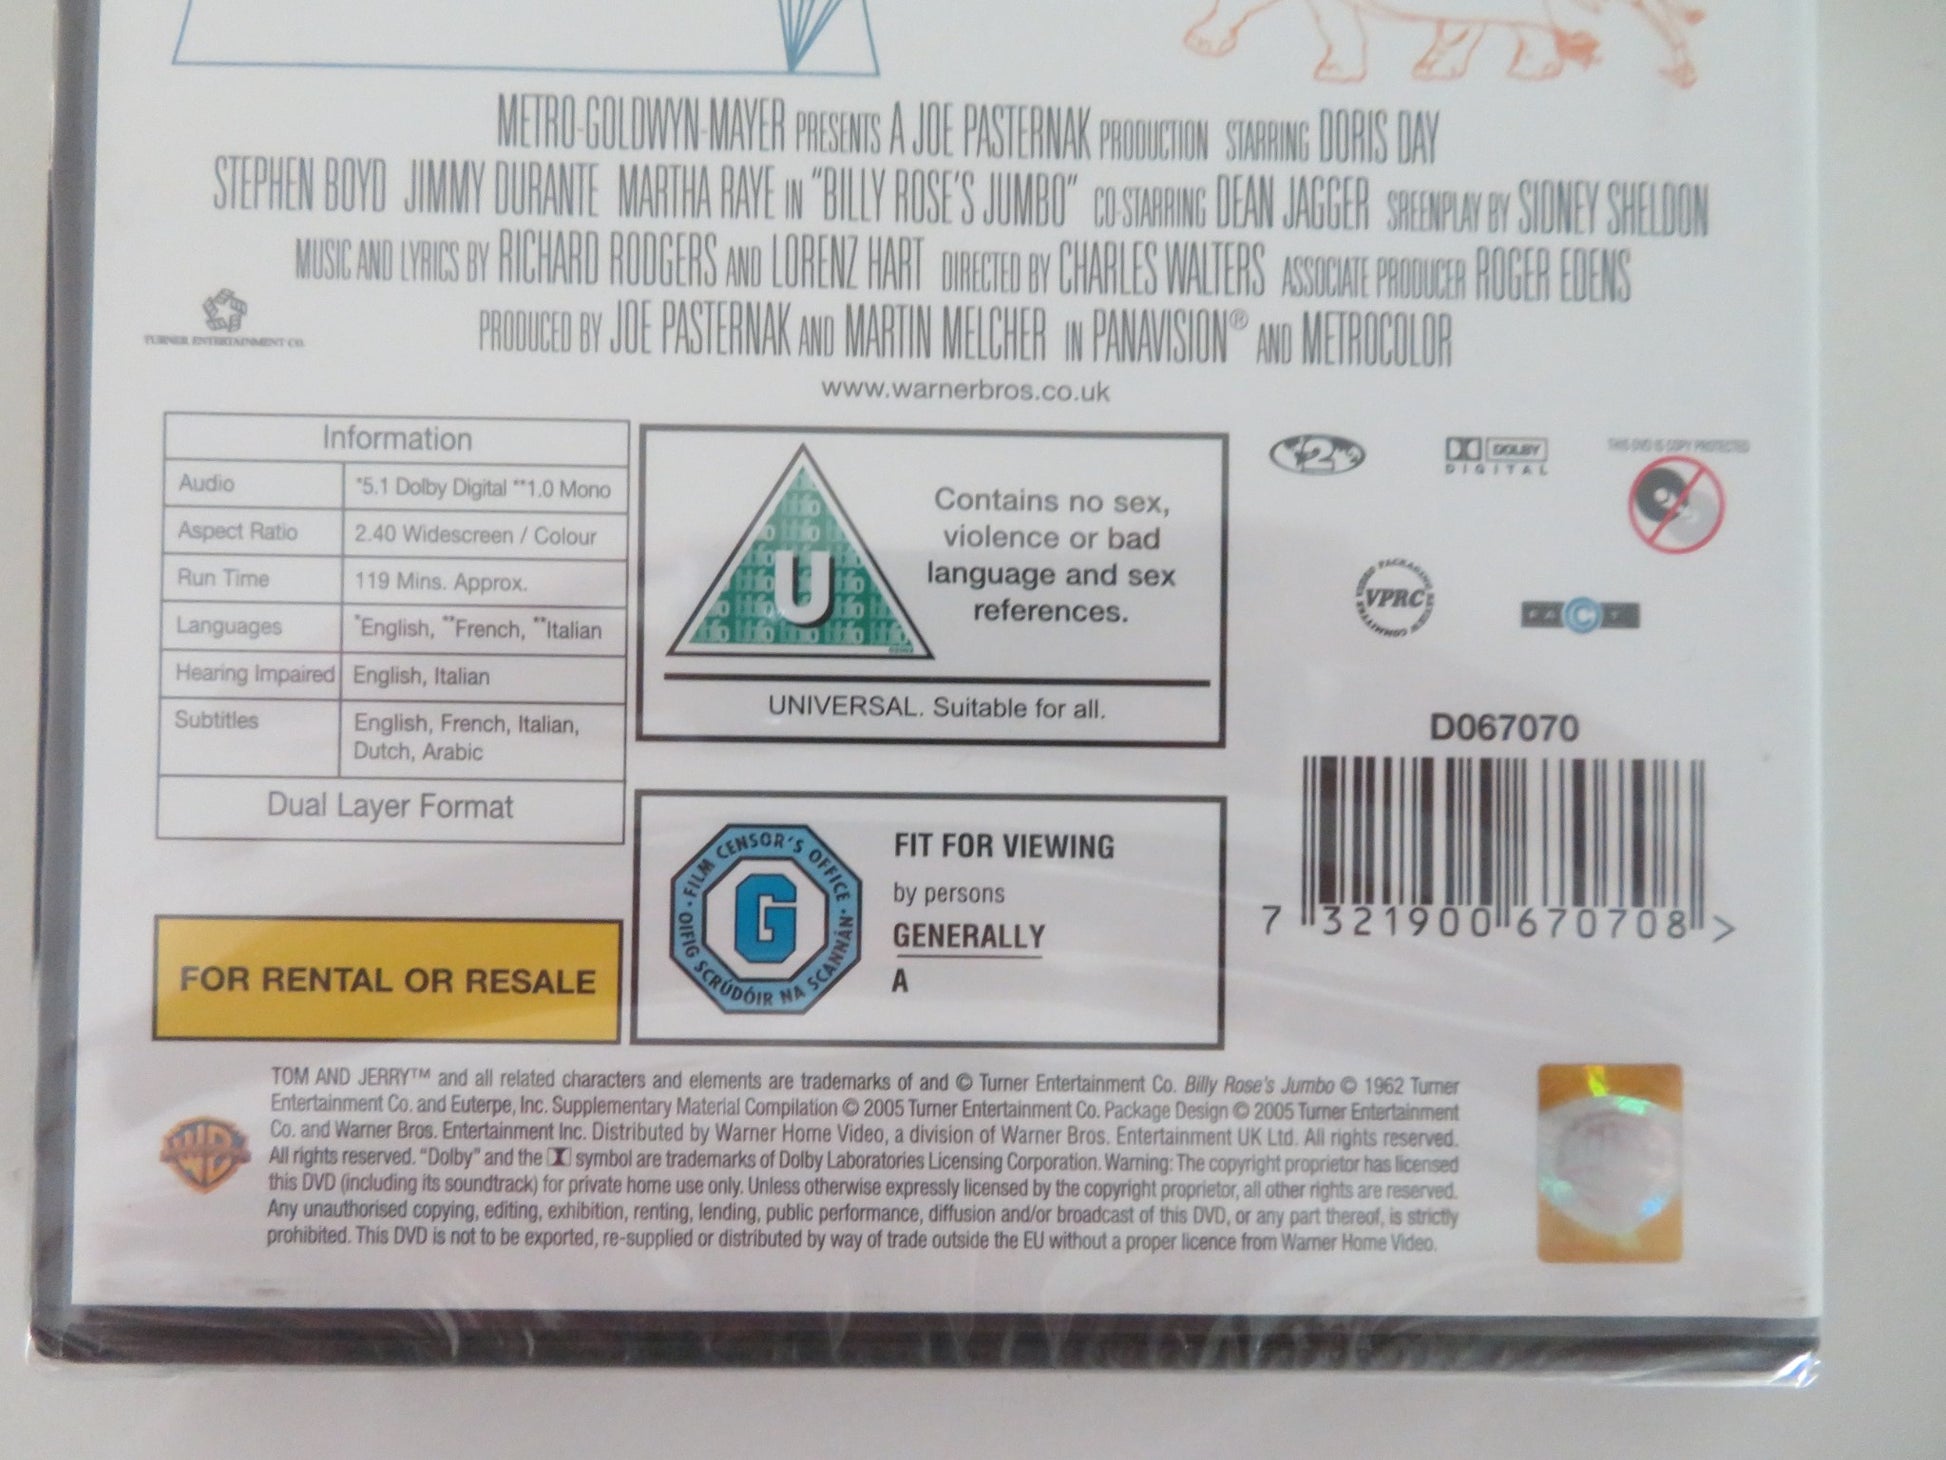 METRO-GOLDWYN-MAYER PRESENTS A JOE PASTERNAK PRODUCTION STARRING DORIS DAY
STEPHEN BOYD JIMMY DURANTE MARTHA RAYE IN "BILLY ROSE'S JUMBO" CO-STARRING DEAN JAGGER SREENPLAY BY SIDNEY SHELDON
MUSIC AND LYRICS BY RICHARD RODGERS AND LORENZ HART DIRECTED BY CHARLES WALTERS ASSOCIATE PRODUCER ROGER EDENS
PRODUCED BY JOE PASTERNAK AND MARTIN MELCHER IN PANAVISION® AND METROCOLOR
TURNER ENTERTAINMENT CO.
www.warnerbros.co.uk
Information
Audio *5.1 Dolby Digital **1.0 Mono
Aspect Ratio 2.40 Widescreen / Colour
Run Time 119 Mins. Approx.
Languages *English, **French, **Italian
Hearing Impaired English, Italian
Subtitles English, French, Italian,
Dutch, Arabic
Dual Layer Format
FOR RENTAL OR RESALE
U
Contains no sex,
violence or bad
language and sex
references.
UNIVERSAL. Suitable for all.
FILM CENSOR'S OFFICE
G
OIFIG SCRÚDÓIR NA SCANNÁN
FIT FOR VIEWING
by persons
GENERALLY
A
2
DOLBY
DIGITAL
THIS DVD IS COPY PROTECTED
VIDEO PACKAGING REVIEW COMMITTEE
VPRC
FACT
D067070
7 321900 670708 >
TOM AND JERRY™ and all related characters and elements are trademarks of and © Turner Entertainment Co. Billy Rose's Jumbo © 1962 Turner
Entertainment Co. and Euterpe, Inc. Supplementary Material Compilation © 2005 Turner Entertainment Co. Package Design © 2005 Turner Entertainment
Co. and Warner Bros. Entertainment Inc. Distributed by Warner Home Video, a division of Warner Bros. Entertainment UK Ltd. All rights reserved.
All rights reserved. "Dolby" and the symbol are trademarks of Dolby Laboratories Licensing Corporation. Warning: The copyright proprietor has licensed
this DVD (including its soundtrack) for private home use only. Unless otherwise expressly licensed by the copyright proprietor, all other rights are reserved.
Any unauthorised copying, editing, exhibition, renting, lending, public performance, diffusion and/or broadcast of this DVD, or any part thereof, is strictly
prohibited. This DVD is not to be exported, re-supplied or distributed by way of trade outside the EU without a proper licence from Warner Home Video.
WB